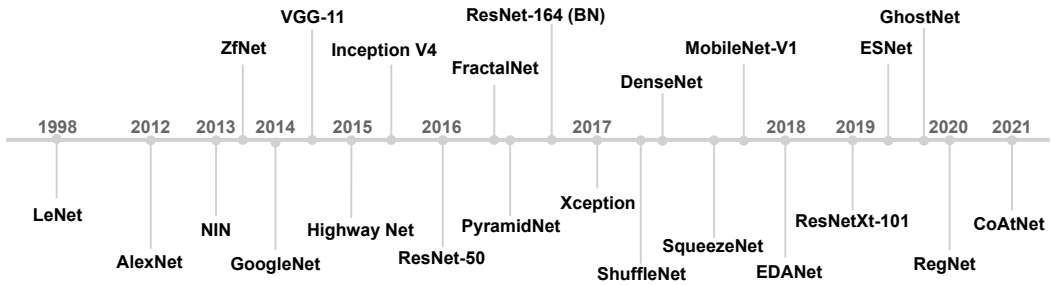 VGG-11
ResNet-164 (BN)
GhostNet
ZfNet
Inception V4
MobileNet-V1
ESNet
FractalNet
DenseNet
1998
2012
2013
2014
2015
2016
2017
2018
2019
2020
2021
LeNet
AlexNet
NIN
GoogleNet
Highway Net
ResNet-50
PyramidNet
Xception
ShuffleNet
SqueezeNet
EDANet
ResNetXt-101
RegNet
CoAtNet